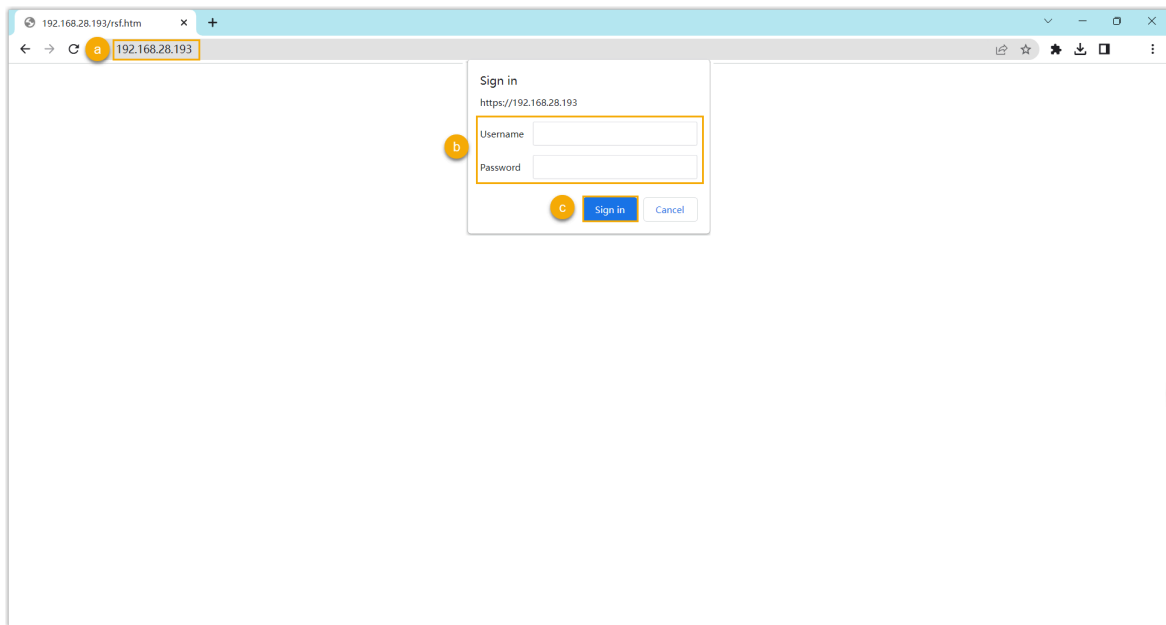 192.168.28.193/rsf.htm
a 192.168.28.193
Sign in
https://192.168.28.193
b
Username
Password
c Sign in Cancel